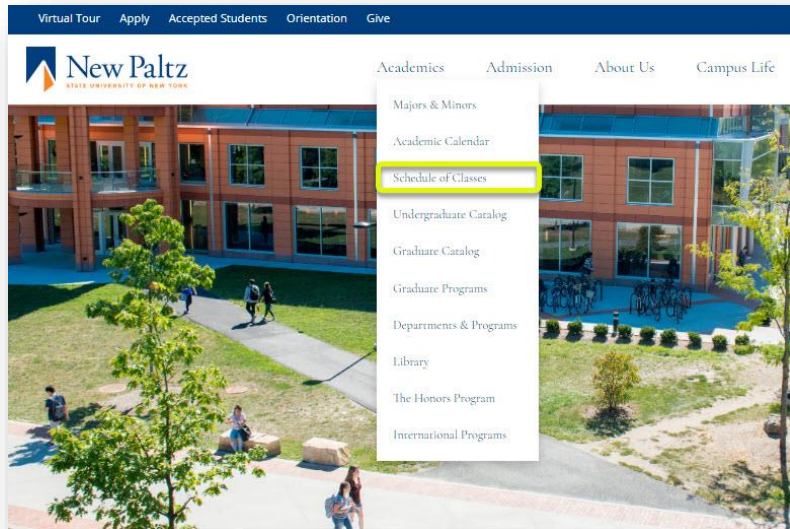 Virtual Tour Apply Accepted Students Orientation Give
New Paltz
STATE UNIVERSITY OF NEW YORK
Academics Admission About Us Campus Life
Majors & Minors
Academic Calendar
Schedule of Classes
Undergraduate Catalog
Graduate Catalog
Graduate Programs
Departments & Programs
Library
The Honors Program
International Programs